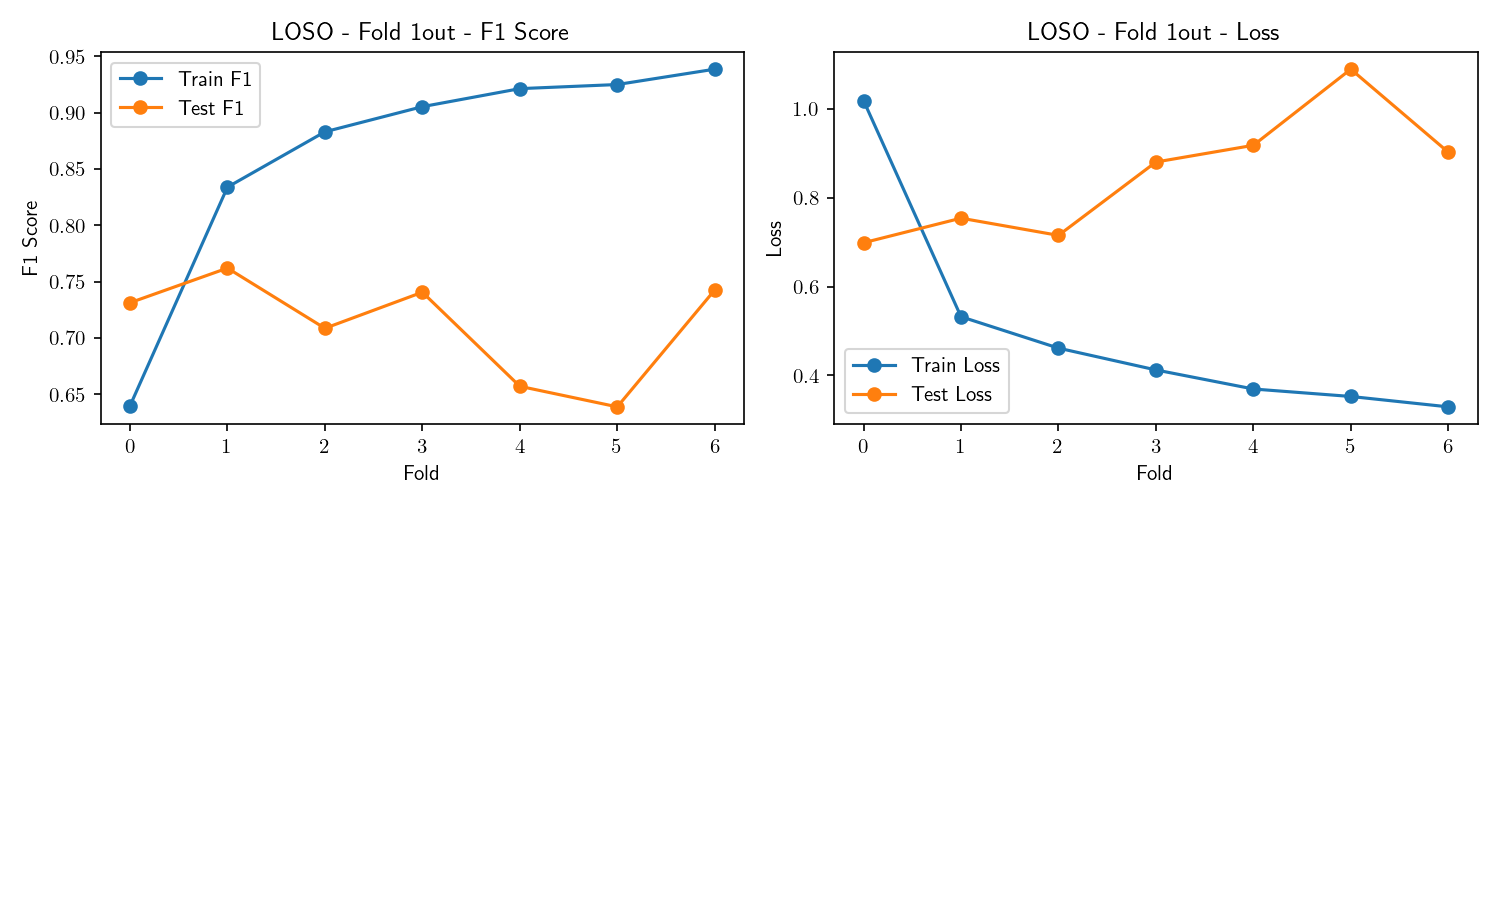 LOSO - Fold 1out - F1 Score
Train F1
Test F1
F1 Score
0.95
0.90
0.85
0.80
0.75
0.70
0.65
0 1 2 3 4 5 6
Fold
LOSO - Fold 1out - Loss
Loss
1.0
0.8
0.6
0.4
Train Loss
Test Loss
0 1 2 3 4 5 6
Fold